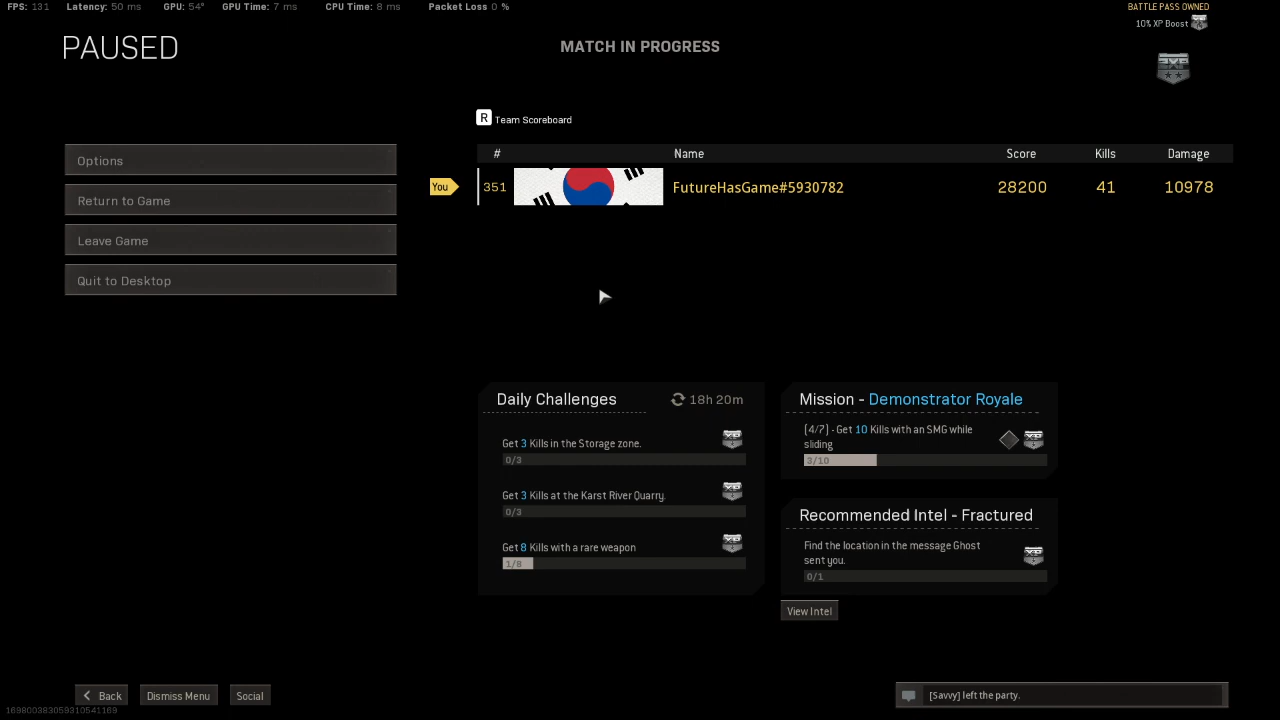 FPS: 131 Latency: 50 ms GPU: 54° GPU Time: 7 ms CPU Time: 8 ms Packet Loss 0 %
BATTLE PASS OWNED
10% XP Boost
PAUSED
MATCH IN PROGRESS
R Team Scoreboard
# Name Score Kills Damage
You 351 FutureHasGame#5930782 28200 41 10978
Options
Return to Game
Leave Game
Quit to Desktop
Daily Challenges 18h 20m
Get 3 Kills in the Storage zone.
0/3
Get 3 Kills at the Karst River Quarry.
0/3
Get 8 Kills with a rare weapon
1/8
Mission - Demonstrator Royale
(4/7) - Get 10 Kills with an SMG while
sliding
3/10
Recommended Intel - Fractured
Find the location in the message Ghost
sent you.
0/1
View Intel
Back Dismiss Menu Social
[Savvy] left the party.